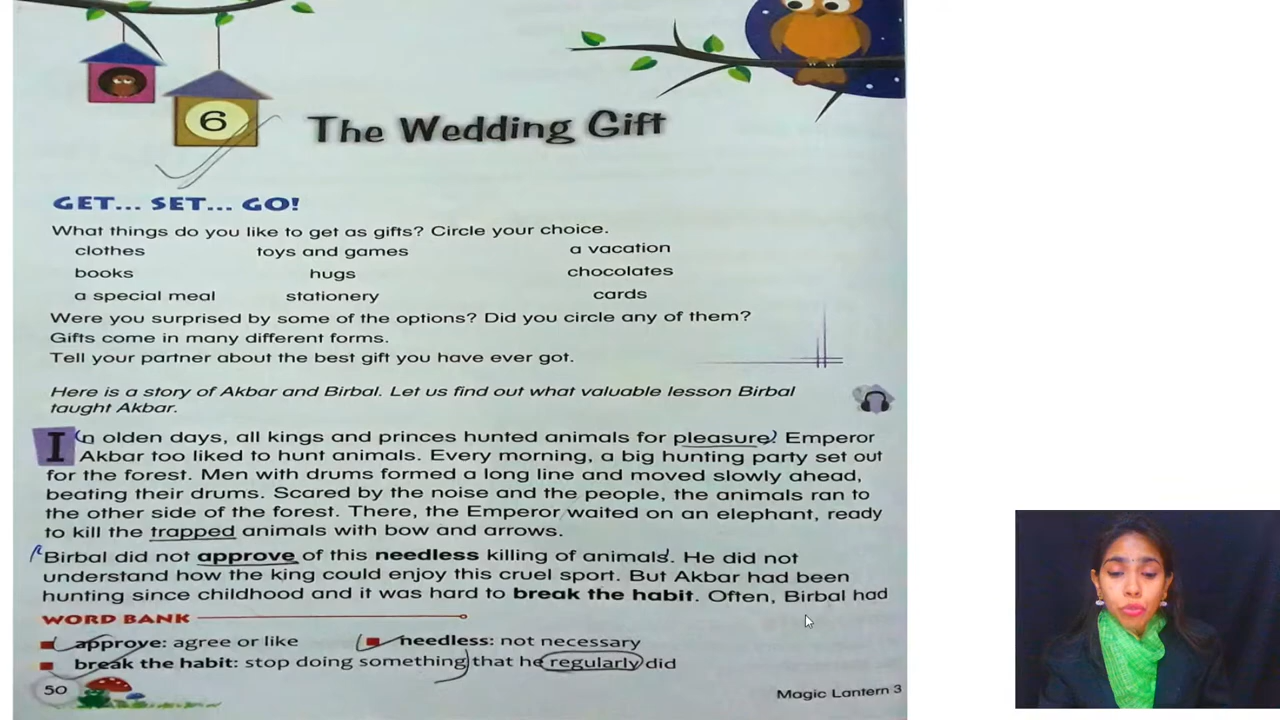 6
The Wedding Gift
GET... SET... GO!
What things do you like to get as gifts? Circle your choice.
clothes toys and games a vacation
books hugs chocolates
a special meal stationery cards
Were you surprised by some of the options? Did you circle any of them?
Gifts come in many different forms.
Tell your partner about the best gift you have ever got.
Here is a story of Akbar and Birbal. Let us find out what valuable lesson Birbal
taught Akbar.
In olden days, all kings and princes hunted animals for pleasure. Emperor
Akbar too liked to hunt animals. Every morning, a big hunting party set out
for the forest. Men with drums formed a long line and moved slowly ahead,
beating their drums. Scared by the noise and the people, the animals ran to
the other side of the forest. There, the Emperor waited on an elephant, ready
to kill the trapped animals with bow and arrows.
Birbal did not approve of this needless killing of animals. He did not
understand how the king could enjoy this cruel sport. But Akbar had been
hunting since childhood and it was hard to break the habit. Often, Birbal had
WORD BANK
approve: agree or like needless: not necessary
break the habit: stop doing something that he regularly did
50
Magic Lantern 3